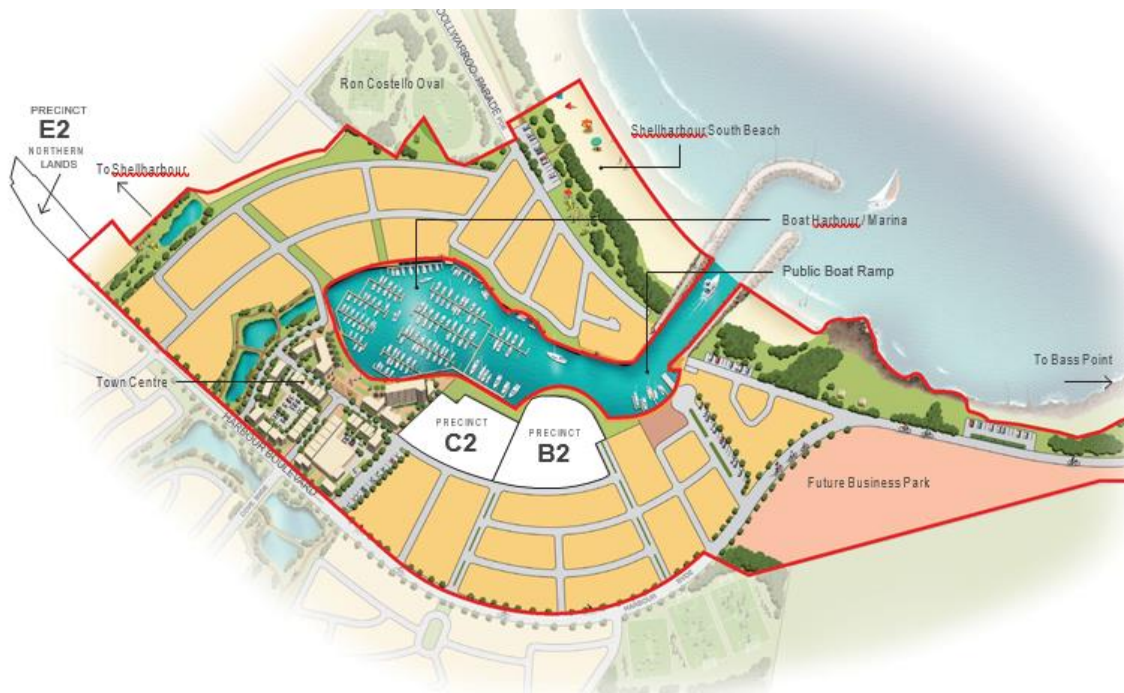 Ron Costello Oval
PRECINCT
E2
NORTHERN
LANDS
To Shellharbour
Shellharbour South Beach
Boat Harbour / Marina
Public Boat Ramp
To Bass Point
Town Centre
HARBOUR BOULEVARD
PRECINCT
C2
PRECINCT
B2
Future Business Park
HARBOUR